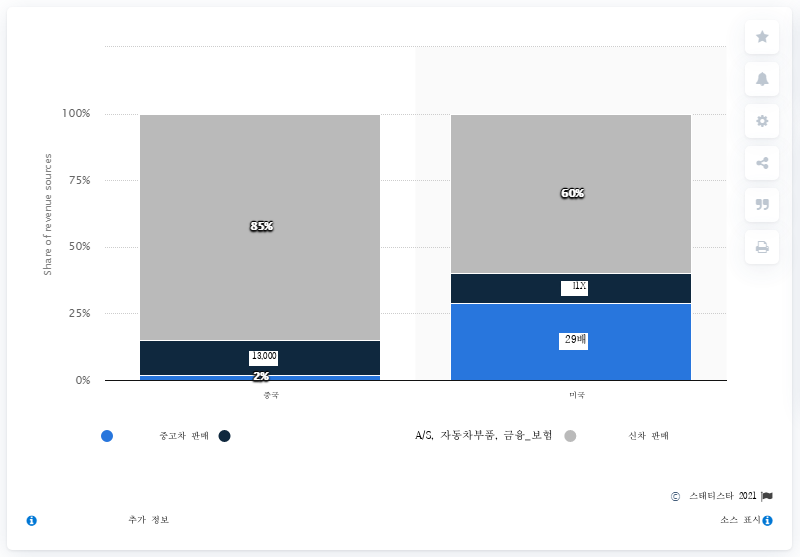 100%
75%
50%
25%
0%
Share of revenue sources
85%
13,000
2%
60%
11X
29배
중국
미국
중고차 판매
A/S, 자동차부품, 금융_보험
신차 판매
© 스태티스타 2021
추가 정보
소스 표시